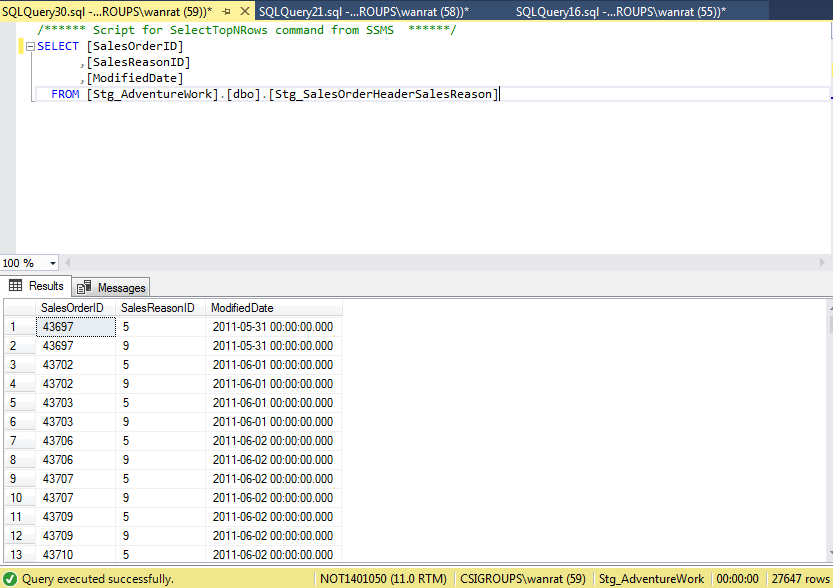 SQLQuery30.sql -...ROUPS\wanrat (59))* SQLQuery21.sql -...ROUPS\wanrat (58))* SQLQuery16.sql -...ROUPS\wanrat (55))*
/****** Script for SelectTopNRows command from SSMS  ******/
SELECT [SalesOrderID]
,[SalesReasonID]
,[ModifiedDate]
FROM [Stg_AdventureWork].[dbo].[Stg_SalesOrderHeaderSalesReason]
100 %
Results Messages
SalesOrderID SalesReasonID ModifiedDate
1 43697 5 2011-05-31 00:00:00.000
2 43697 9 2011-05-31 00:00:00.000
3 43702 5 2011-06-01 00:00:00.000
4 43702 9 2011-06-01 00:00:00.000
5 43703 5 2011-06-01 00:00:00.000
6 43703 9 2011-06-01 00:00:00.000
7 43706 5 2011-06-02 00:00:00.000
8 43706 9 2011-06-02 00:00:00.000
9 43707 5 2011-06-02 00:00:00.000
10 43707 9 2011-06-02 00:00:00.000
11 43709 5 2011-06-02 00:00:00.000
12 43709 9 2011-06-02 00:00:00.000
13 43710 5 2011-06-02 00:00:00.000
Query executed successfully. NOT1401050 (11.0 RTM) CSIGROUPS\wanrat (59) Stg_AdventureWork 00:00:00 27647 rows